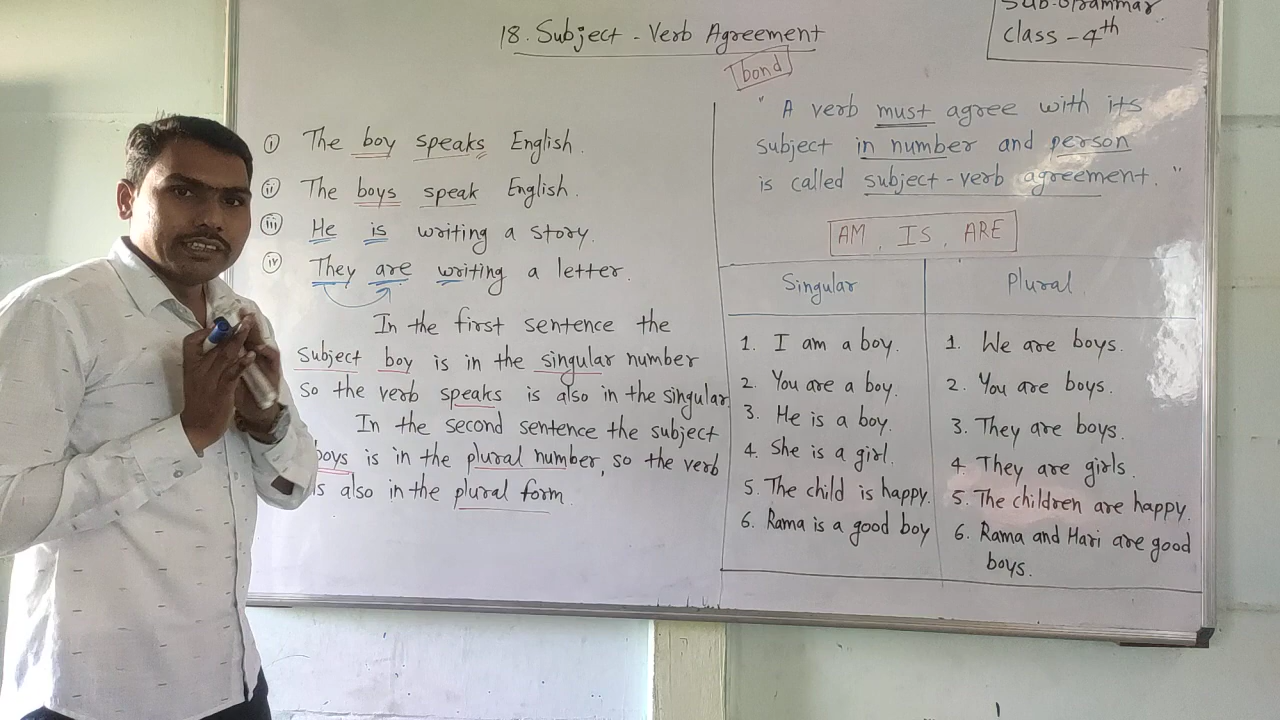 18. Subject - Verb Agreement
Sub:Grammar
Class - 4th
bond
(i) The boy speaks English.
(ii) The boys speak English.
(iii) He is writing a story.
(iv) They are writing a letter.
In the first sentence the
Subject boy is in the singular number
so the verb speaks is also in the singular
In the second sentence the subject
boys is in the plural number, so the verb
is also in the plural form.
" A verb must agree with its
subject in number and person
is called subject-verb agreement. "
AM, IS, ARE
Singular
1. I am a boy.
2. You are a boy.
3. He is a boy.
4. She is a girl.
5. The child is happy.
6. Rama is a good boy
Plural
1. We are boys.
2. You are boys.
3. They are boys.
4. They are girls.
5. The children are happy.
6. Rama and Hari are good
boys.